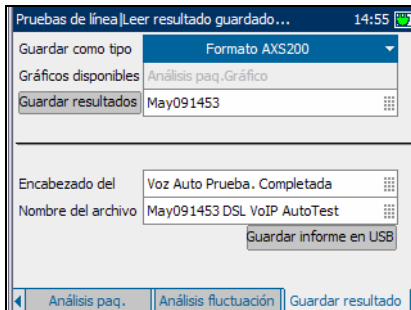 Pruebas de línea|Leer resultado guardado... 14:55
Guardar como tipo Formato AXS200
Gráficos disponibles Análisis paq.Gráfico
Guardar resultados May091453
Encabezado del Voz Auto Prueba. Completada
Nombre del archivo May091453 DSL VoIP AutoTest
Guardar informe en USB
Análisis paq. Análisis fluctuación Guardar resultado